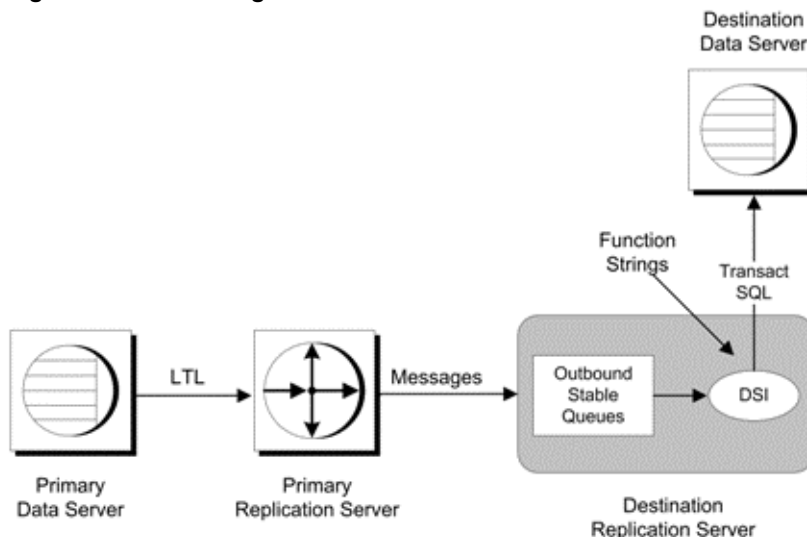 Destination
Data Server
Function
Strings
Transact
SQL
LTL
Messages
Outbound
Stable
Queues
DSI
Primary
Data Server
Primary
Replication Server
Destination
Replication Server